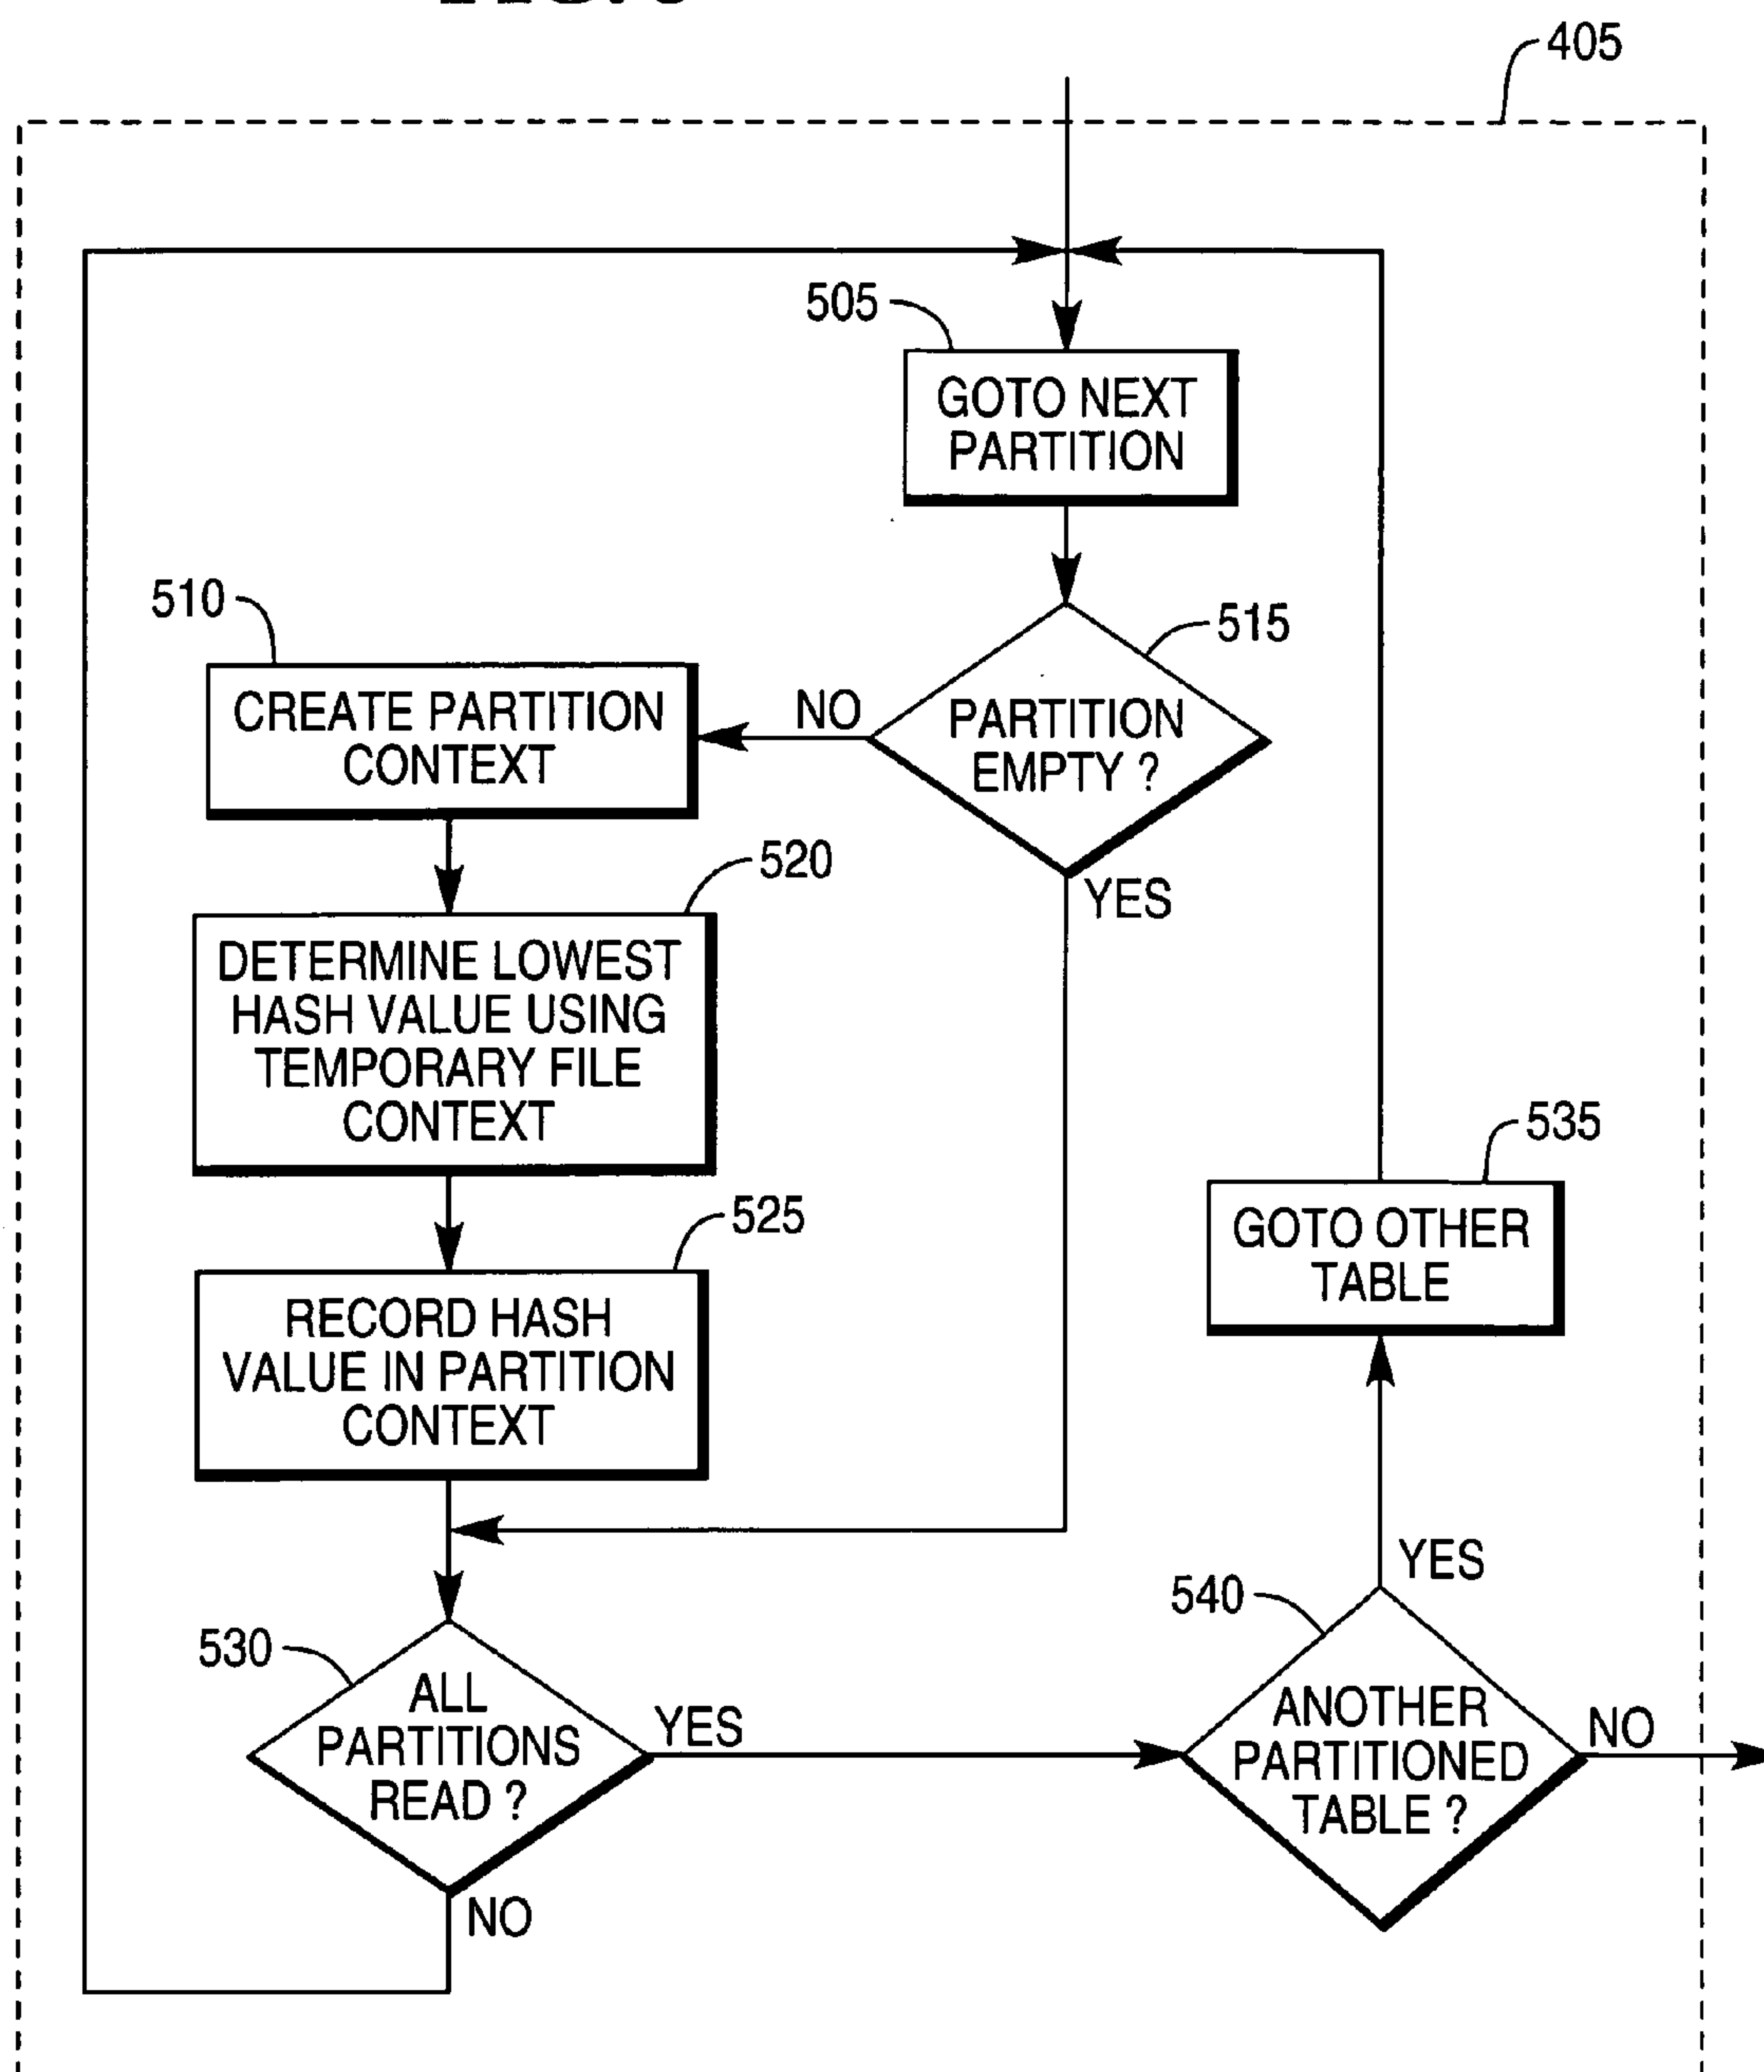 405
505
GOTO NEXT
PARTITION
510
515
CREATE PARTITION
CONTEXT
NO
PARTITION
EMPTY ?
YES
520
DETERMINE LOWEST
HASH VALUE USING
TEMPORARY FILE
CONTEXT
525
RECORD HASH
VALUE IN PARTITION
CONTEXT
535
GOTO OTHER
TABLE
530
ALL
PARTITIONS
READ ?
YES
NO
540
YES
ANOTHER
PARTITIONED
TABLE ?
NO